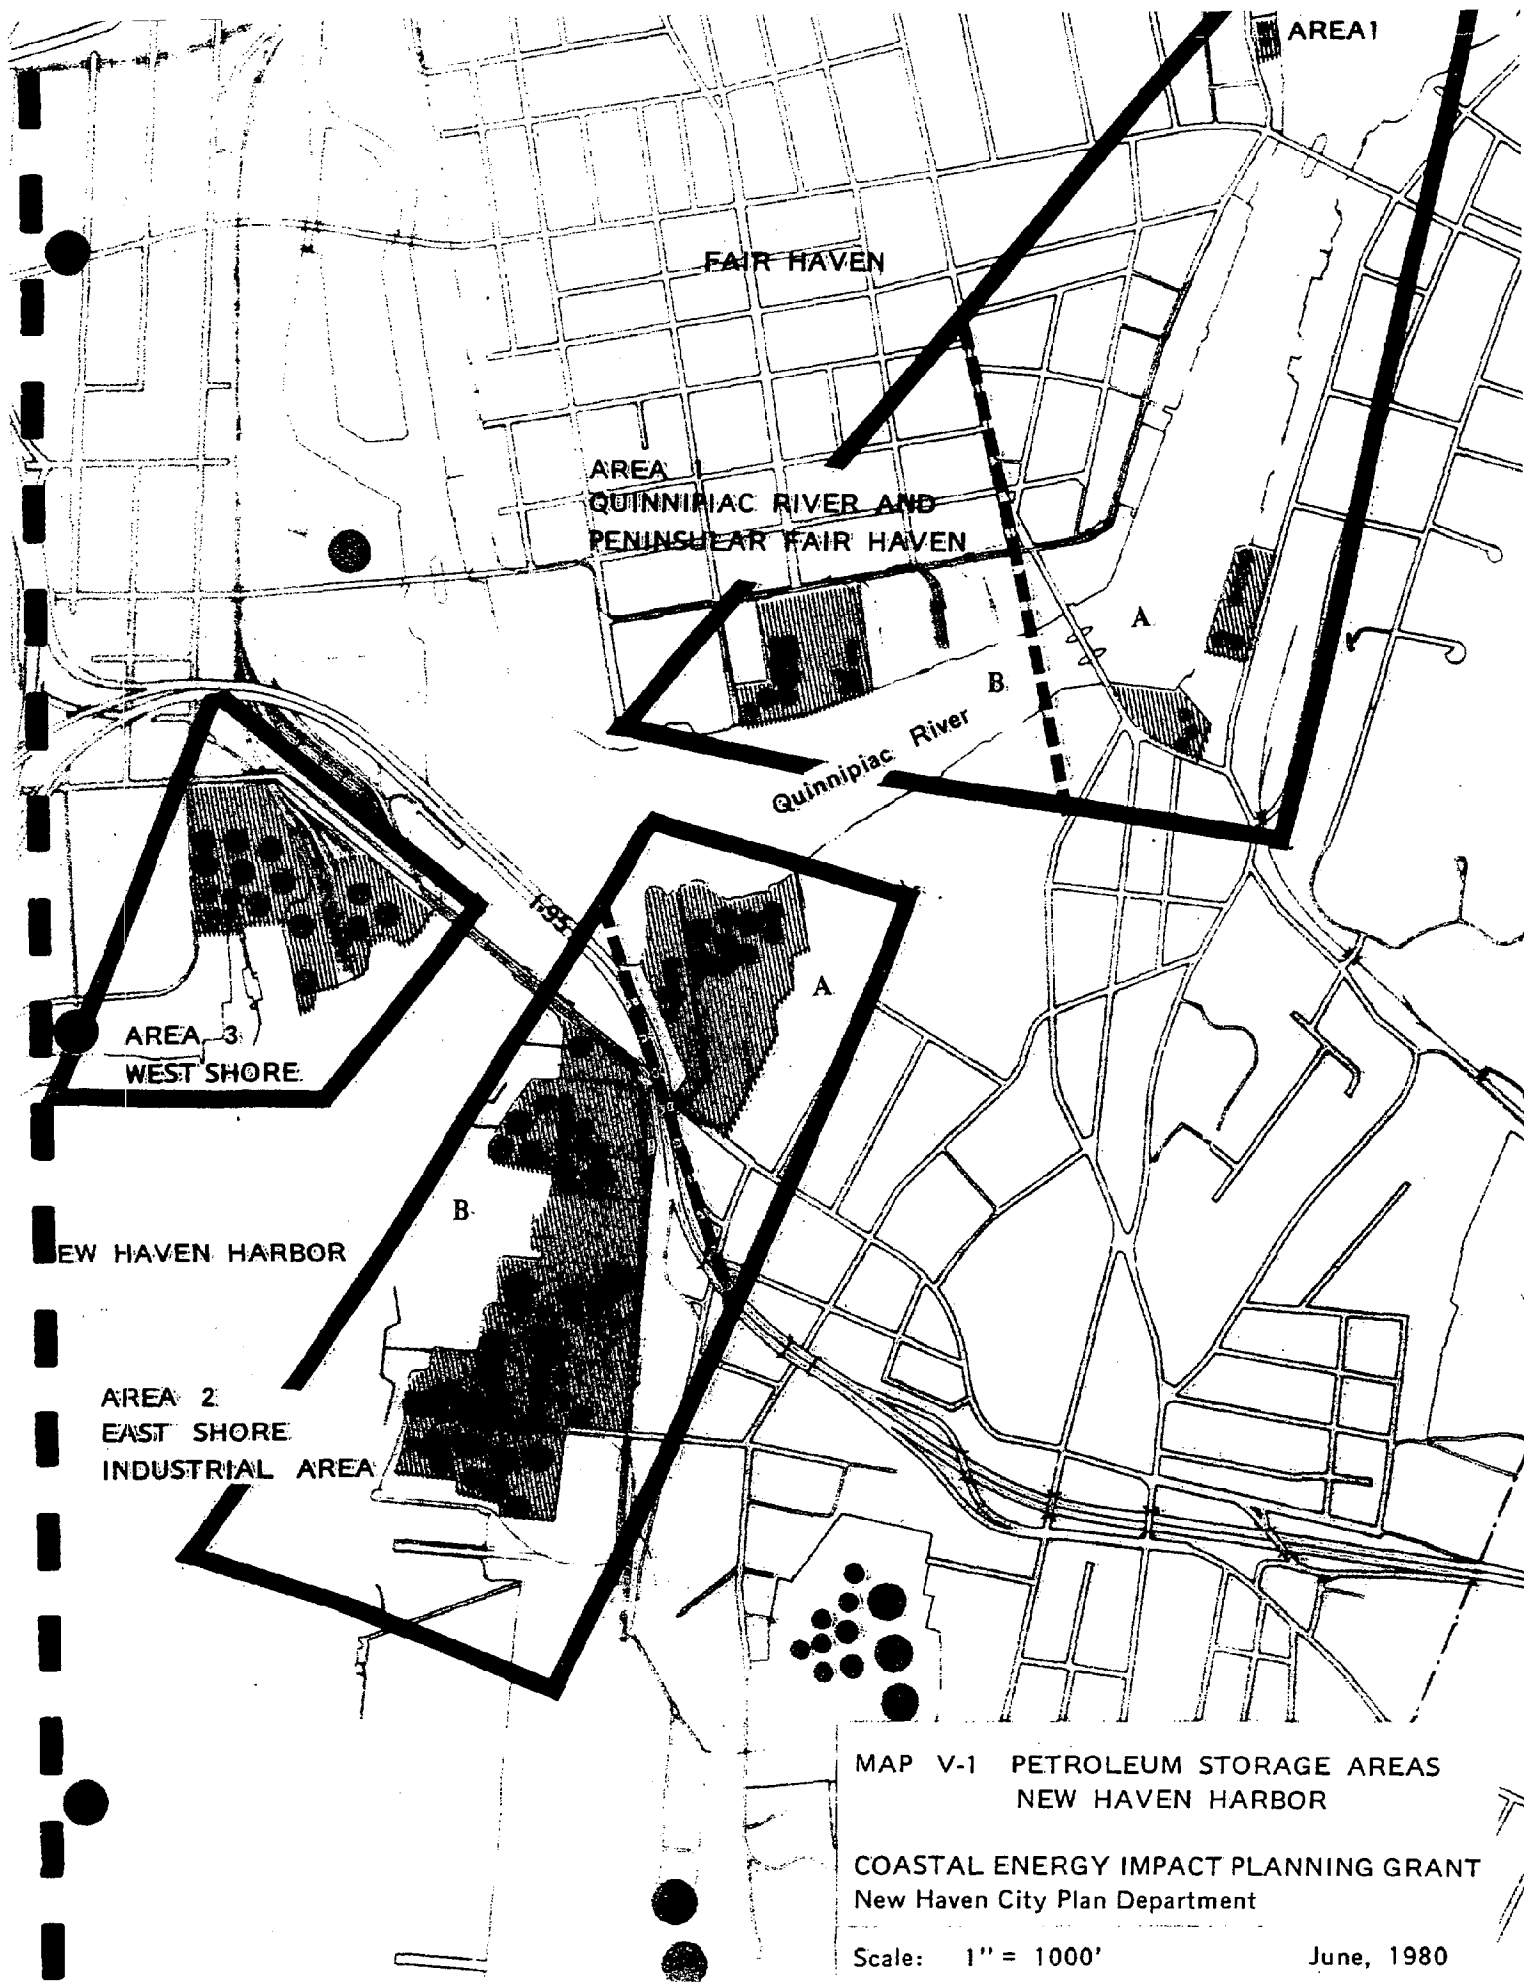 AREA 1
FAIR HAVEN
AREA 1
QUINNIPIAC RIVER AND
PENINSULAR FAIR HAVEN
A
B
Quinnipiac River
I-95
A
AREA 3
WEST SHORE
B
EW HAVEN HARBOR
AREA 2
EAST SHORE
INDUSTRIAL AREA
MAP V-1 PETROLEUM STORAGE AREAS
NEW HAVEN HARBOR
COASTAL ENERGY IMPACT PLANNING GRANT
New Haven City Plan Department
Scale: 1" = 1000' June, 1980